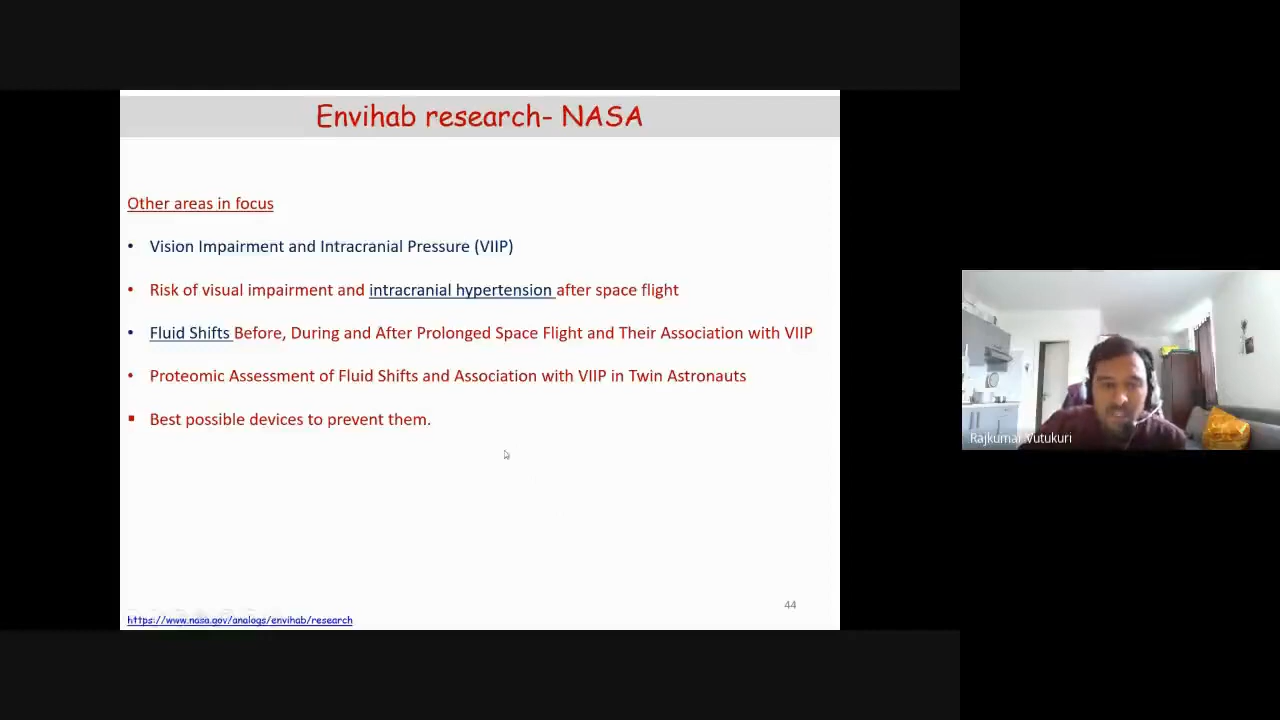 Envihab research- NASA
Other areas in focus
• Vision Impairment and Intracranial Pressure (VIIP)
• Risk of visual impairment and intracranial hypertension after space flight
• Fluid Shifts Before, During and After Prolonged Space Flight and Their Association with VIIP
• Proteomic Assessment of Fluid Shifts and Association with VIIP in Twin Astronauts
▪ Best possible devices to prevent them.
44
https://www.nasa.gov/analogs/envihab/research
Rajkumar Vutukuri